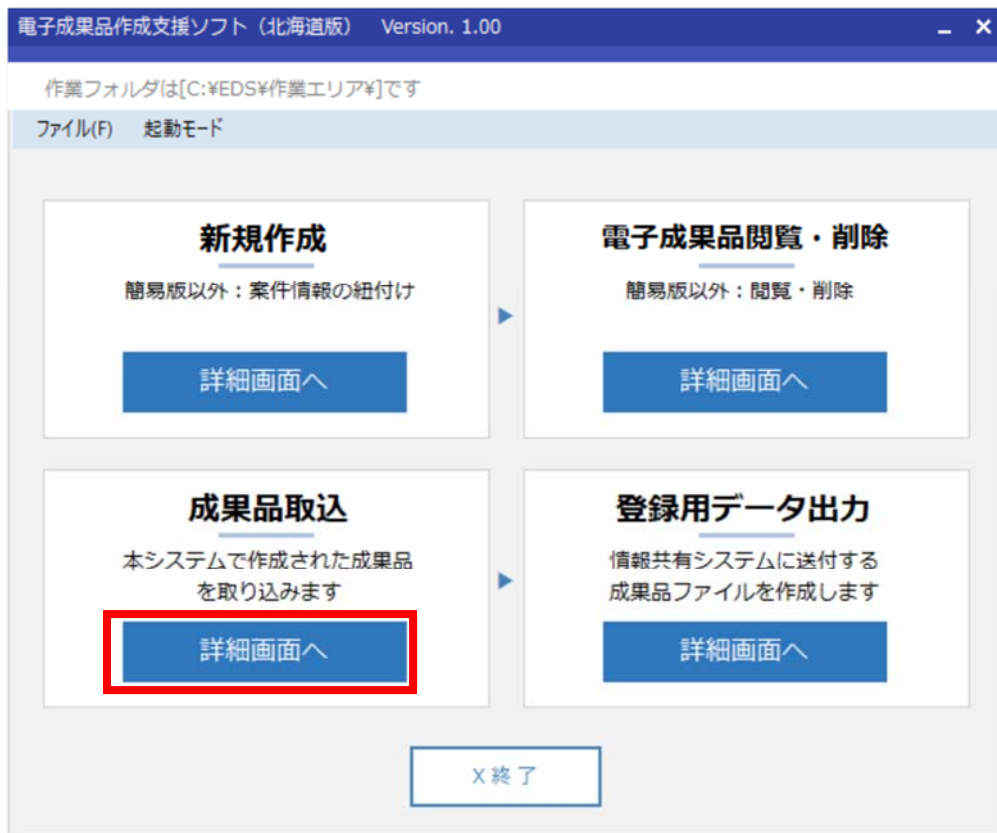 電子成果品作成支援ソフト（北海道版）　Version. 1.00
作業フォルダは[C:¥EDS¥作業エリア¥]です
ファイル(F)　起動モード
新規作成
簡易版以外：案件情報の紐付け
詳細画面へ
電子成果品閲覧・削除
簡易版以外：閲覧・削除
詳細画面へ
成果品取込
本システムで作成された成果品
を取り込みます
詳細画面へ
登録用データ出力
情報共有システムに送付する
成果品ファイルを作成します
詳細画面へ
X 終了